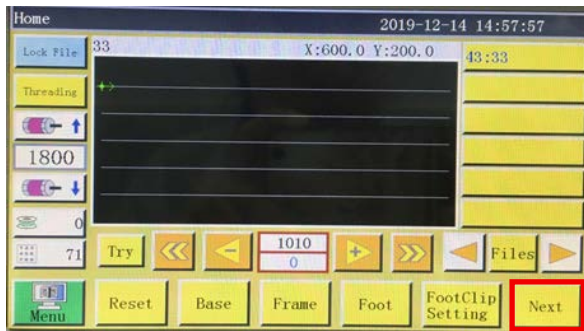 Home 2019-12-14 14:57:57
Lock File
33 X:600.0 Y:200.0
43:33
Threading
1800
0
71
Try
1010
0
Files
Menu
Reset
Base
Frame
Foot
FootClip
Setting
Next